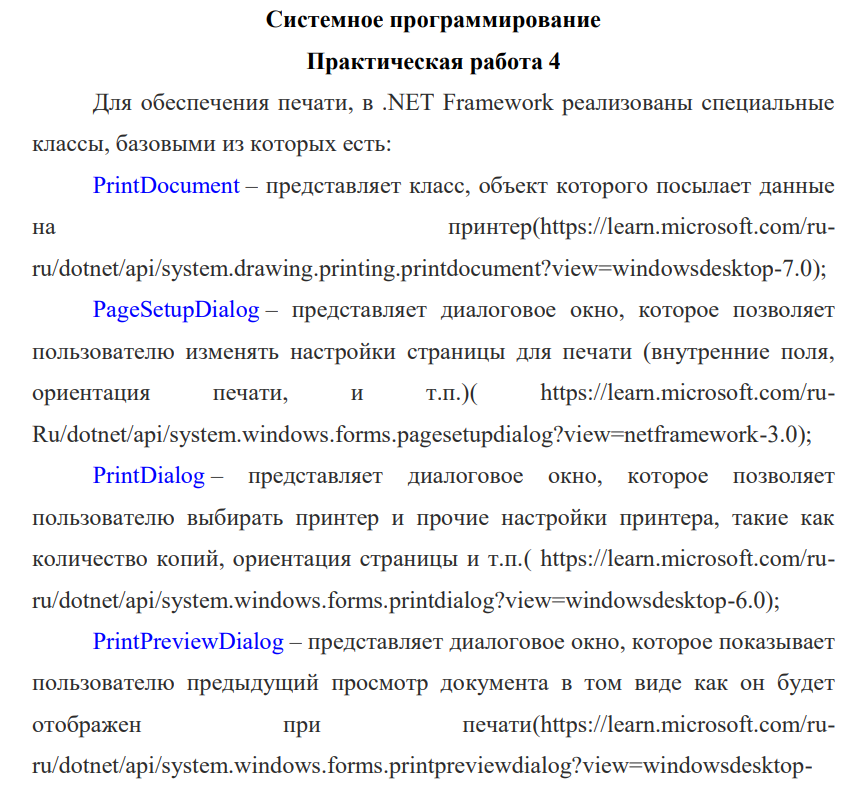 Системное программирование
Практическая работа 4
Для обеспечения печати, в .NET Framework реализованы специальные
классы, базовыми из которых есть:
PrintDocument – представляет класс, объект которого посылает данные
на принтер(https://learn.microsoft.com/ru-
ru/dotnet/api/system.drawing.printing.printdocument?view=windowsdesktop-7.0);
PageSetupDialog – представляет диалоговое окно, которое позволяет
пользователю изменять настройки страницы для печати (внутренние поля,
ориентация печати, и т.п.)( https://learn.microsoft.com/ru-
Ru/dotnet/api/system.windows.forms.pagesetupdialog?view=netframework-3.0);
PrintDialog – представляет диалоговое окно, которое позволяет
пользователю выбирать принтер и прочие настройки принтера, такие как
количество копий, ориентация страницы и т.п.( https://learn.microsoft.com/ru-
ru/dotnet/api/system.windows.forms.printdialog?view=windowsdesktop-6.0);
PrintPreviewDialog – представляет диалоговое окно, которое показывает
пользователю предыдущий просмотр документа в том виде как он будет
отображен при печати(https://learn.microsoft.com/ru-
ru/dotnet/api/system.windows.forms.printpreviewdialog?view=windowsdesktop-